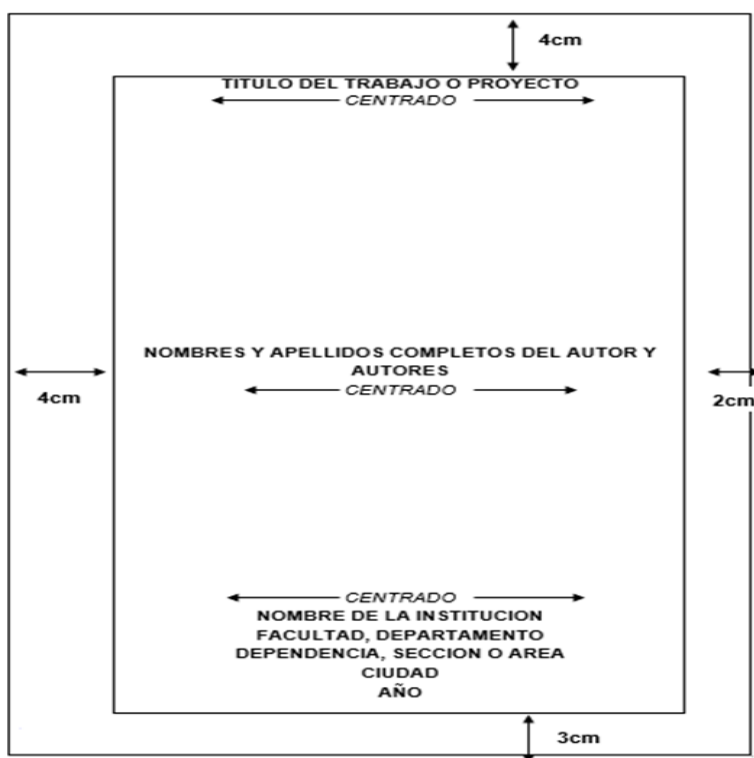 4cm
TITULO DEL TRABAJO O PROYECTO
CENTRADO
NOMBRES Y APELLIDOS COMPLETOS DEL AUTOR Y
AUTORES
CENTRADO
4cm
2cm
CENTRADO
NOMBRE DE LA INSTITUCION
FACULTAD, DEPARTAMENTO
DEPENDENCIA, SECCION O AREA
CIUDAD
AÑO
3cm